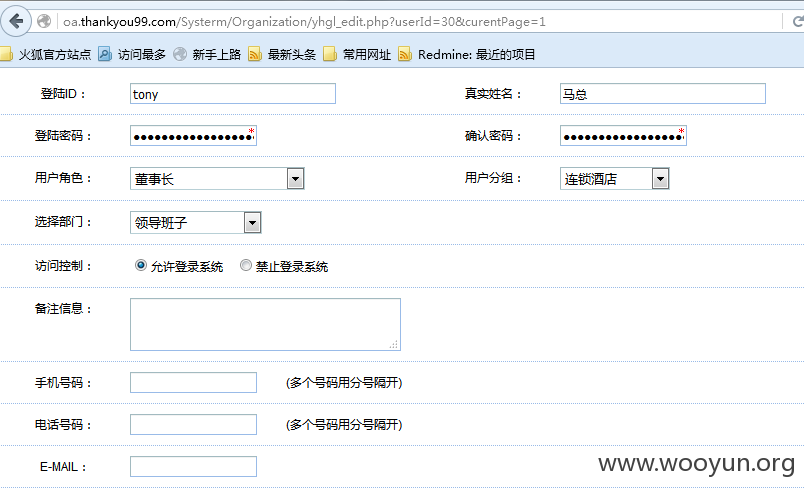 oa.thankyou99.com/Systerm/Organization/yhgl_edit.php?userId=30&curentPage=1
火狐官方站点 访问最多 新手上路 最新头条 常用网址 Redmine: 最近的项目
登陆ID： tony 真实姓名： 马总
登陆密码： ●●●●●●●●●●●●●●●●● * 确认密码： ●●●●●●●●●●●●●●●●● *
用户角色： 董事长 用户分组： 连锁酒店
选择部门： 领导班子
访问控制： 允许登录系统 禁止登录系统
备注信息：
手机号码： (多个号码用分号隔开)
电话号码： (多个号码用分号隔开)
E-MAIL：
www.wooyun.org